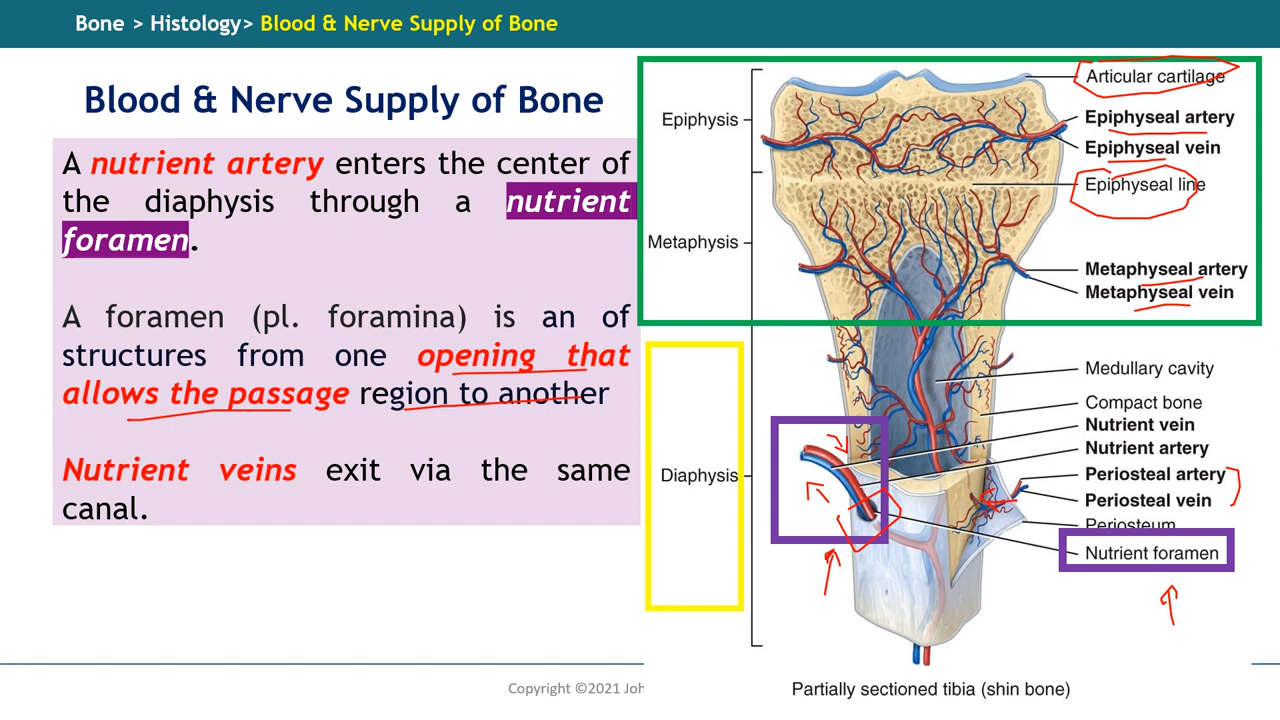 Bone > Histology> Blood & Nerve Supply of Bone
Blood & Nerve Supply of Bone
A nutrient artery enters the center of
the diaphysis through a nutrient
foramen.
A foramen (pl. foramina) is an of
structures from one opening that
allows the passage region to another
Nutrient veins exit via the same
canal.
Epiphysis
Metaphysis
Diaphysis
Articular cartilage
Epiphyseal artery
Epiphyseal vein
Epiphyseal line
Metaphyseal artery
Metaphyseal vein
Medullary cavity
Compact bone
Nutrient vein
Nutrient artery
Periosteal artery
Periosteal vein
Periosteum
Nutrient foramen
Partially sectioned tibia (shin bone)
Copyright ©2021 Joh